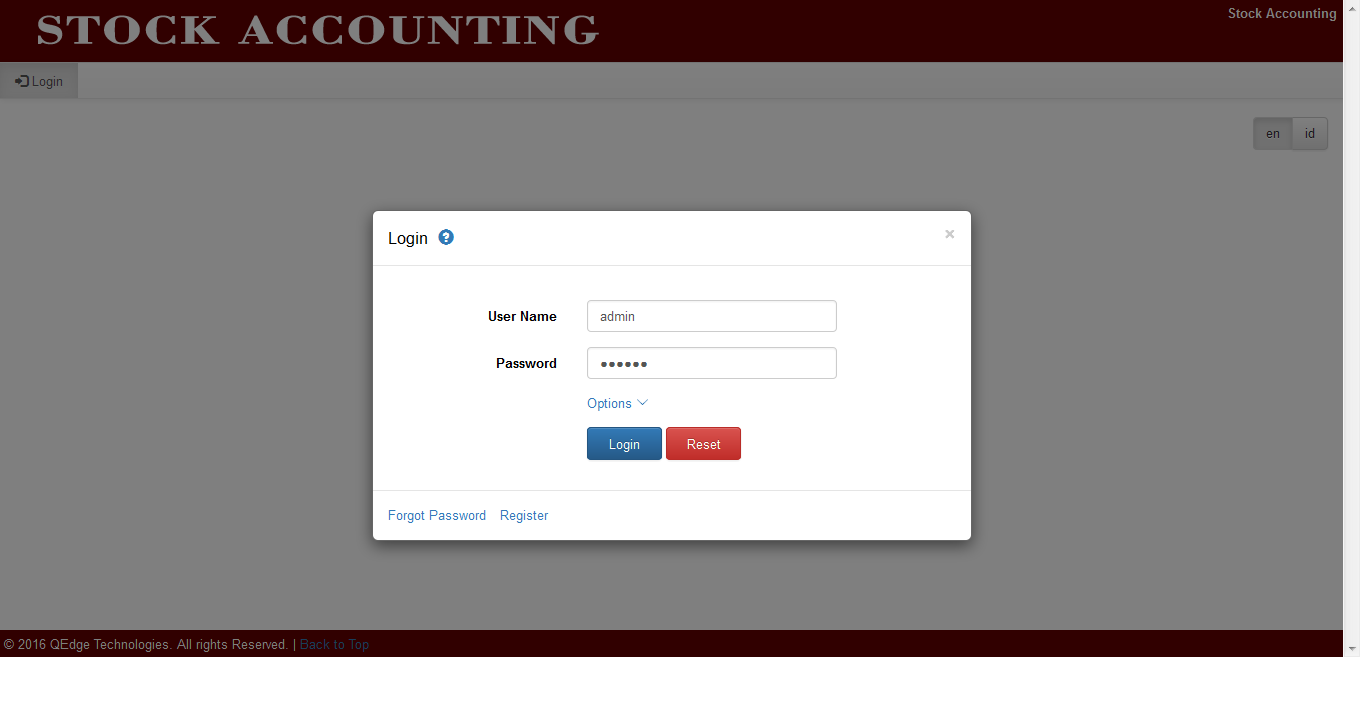 STOCK ACCOUNTING
Stock Accounting
Login
en id
Login ? ×
User Name admin
Password ••••••
Options
Login Reset
Forgot Password Register
© 2016 QEdge Technologies. All rights Reserved. | Back to Top